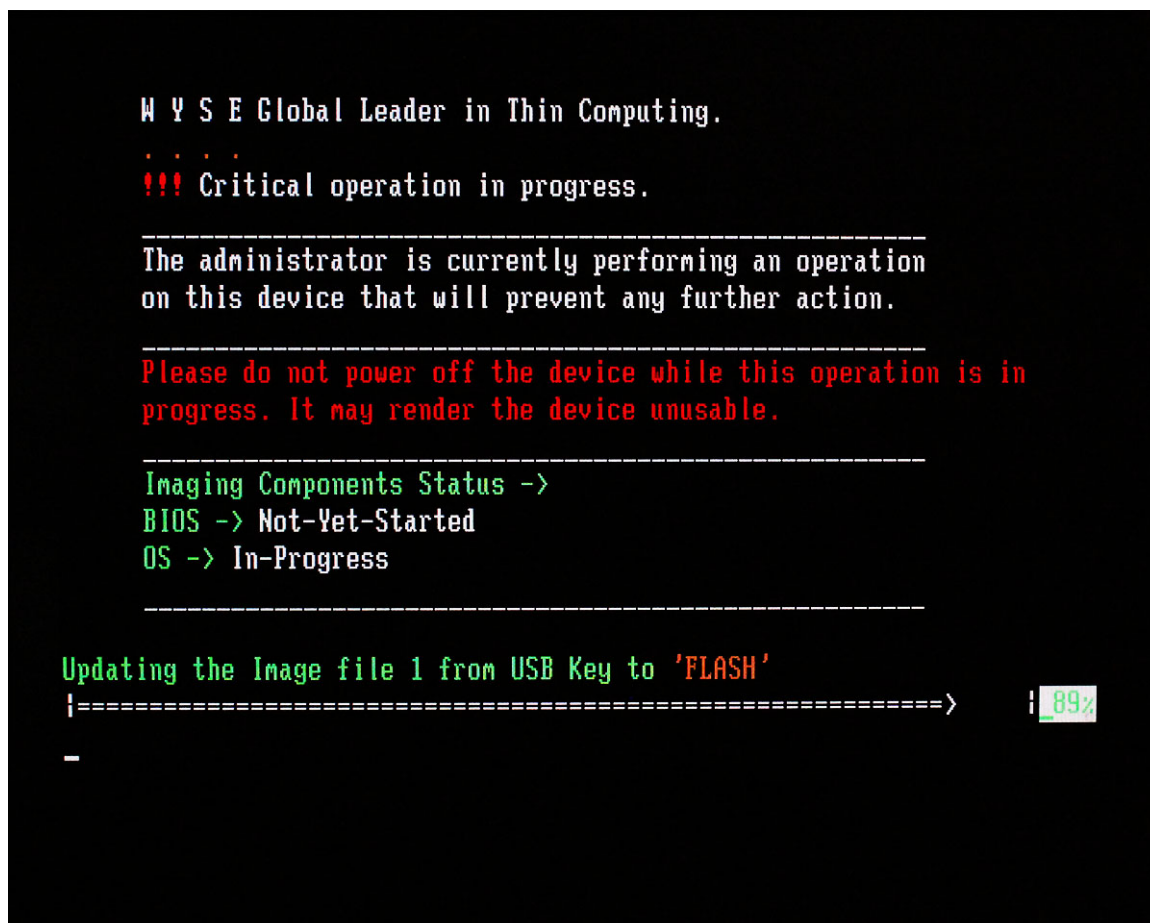 W Y S E Global Leader in Thin Computing.
. . . .
!!! Critical operation in progress.
The administrator is currently performing an operation
on this device that will prevent any further action.
Please do not power off the device while this operation is in
progress. It may render the device unusable.
Imaging Components Status ->
BIOS -> Not-Yet-Started
OS -> In-Progress
Updating the Image file 1 from USB Key to 'FLASH'
|============================================================> | 89%